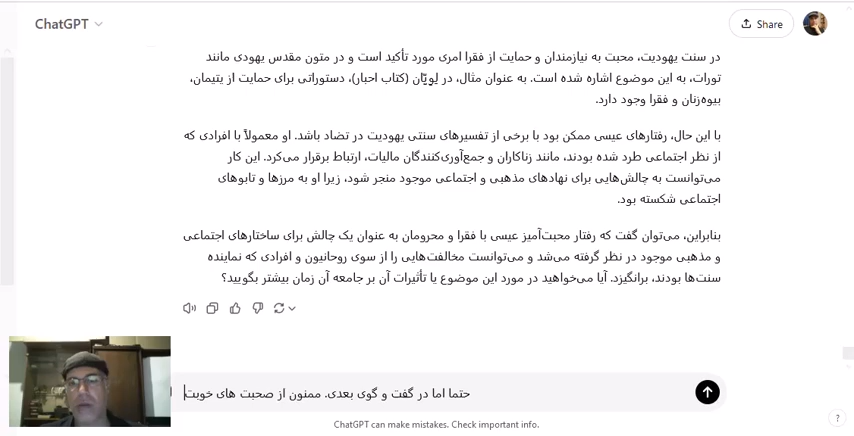 ChatGPT
Share
در سنت یهودیت، محبت به نیازمندان و حمایت از فقرا امری مورد تأکید است و در متون مقدس یهودی مانند
تورات، به این موضوع اشاره شده است. به عنوان مثال، در لِویّان (کتاب احبار)، دستوراتی برای حمایت از یتیمان،
بیوه‌زنان و فقرا وجود دارد.
با این حال، رفتارهای عیسی ممکن بود با برخی از تفسیرهای سنتی یهودیت در تضاد باشد. او معمولاً با افرادی که
از نظر اجتماعی طرد شده بودند، مانند زناکاران و جمع‌آوری‌کنندگان مالیات، ارتباط برقرار می‌کرد. این کار
می‌توانست به چالش‌هایی برای نهادهای مذهبی و اجتماعی موجود منجر شود، زیرا او به مرزها و تابوهای
اجتماعی شکسته بود.
بنابراین، می‌توان گفت که رفتار محبت‌آمیز عیسی با فقرا و محرومان به عنوان یک چالش برای ساختارهای اجتماعی
و مذهبی موجود در نظر گرفته می‌شد و می‌توانست مخالفت‌هایی را از سوی روحانیون و افرادی که نماینده
سنت‌ها بودند، برانگیزد. آیا می‌خواهید در مورد این موضوع یا تأثیرات آن بر جامعه آن زمان بیشتر بگویید؟
حتما اما در گفت و گوی بعدی. ممنون از صحبت های خوبت
ChatGPT can make mistakes. Check important info.
?